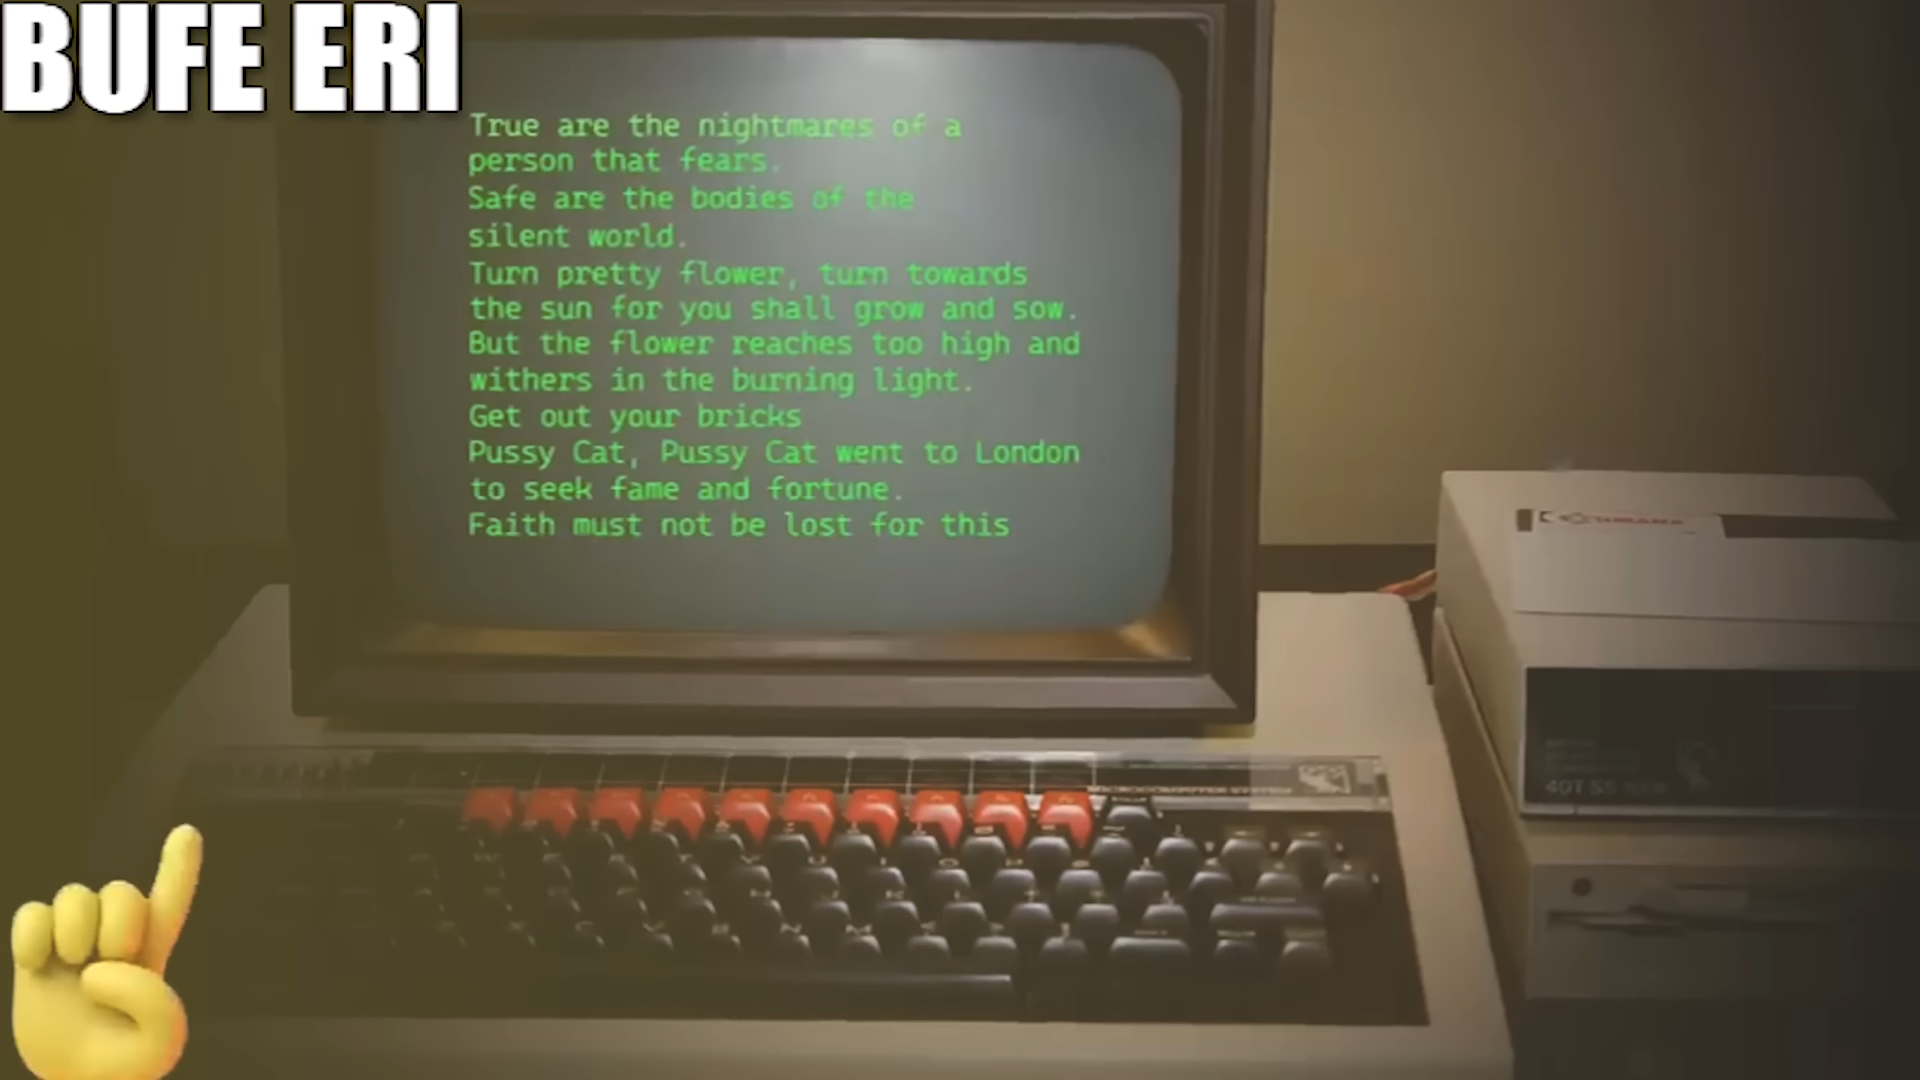 BUFE ERI
True are the nightmares of a
person that fears.
Safe are the bodies of the
silent world.
Turn pretty flower, turn towards
the sun for you shall grow and sow.
But the flower reaches too high and
withers in the burning light.
Get out your bricks
Pussy Cat, Pussy Cat went to London
to seek fame and fortune.
Faith must not be lost for this
MICROCOMPUTER SYSTEM